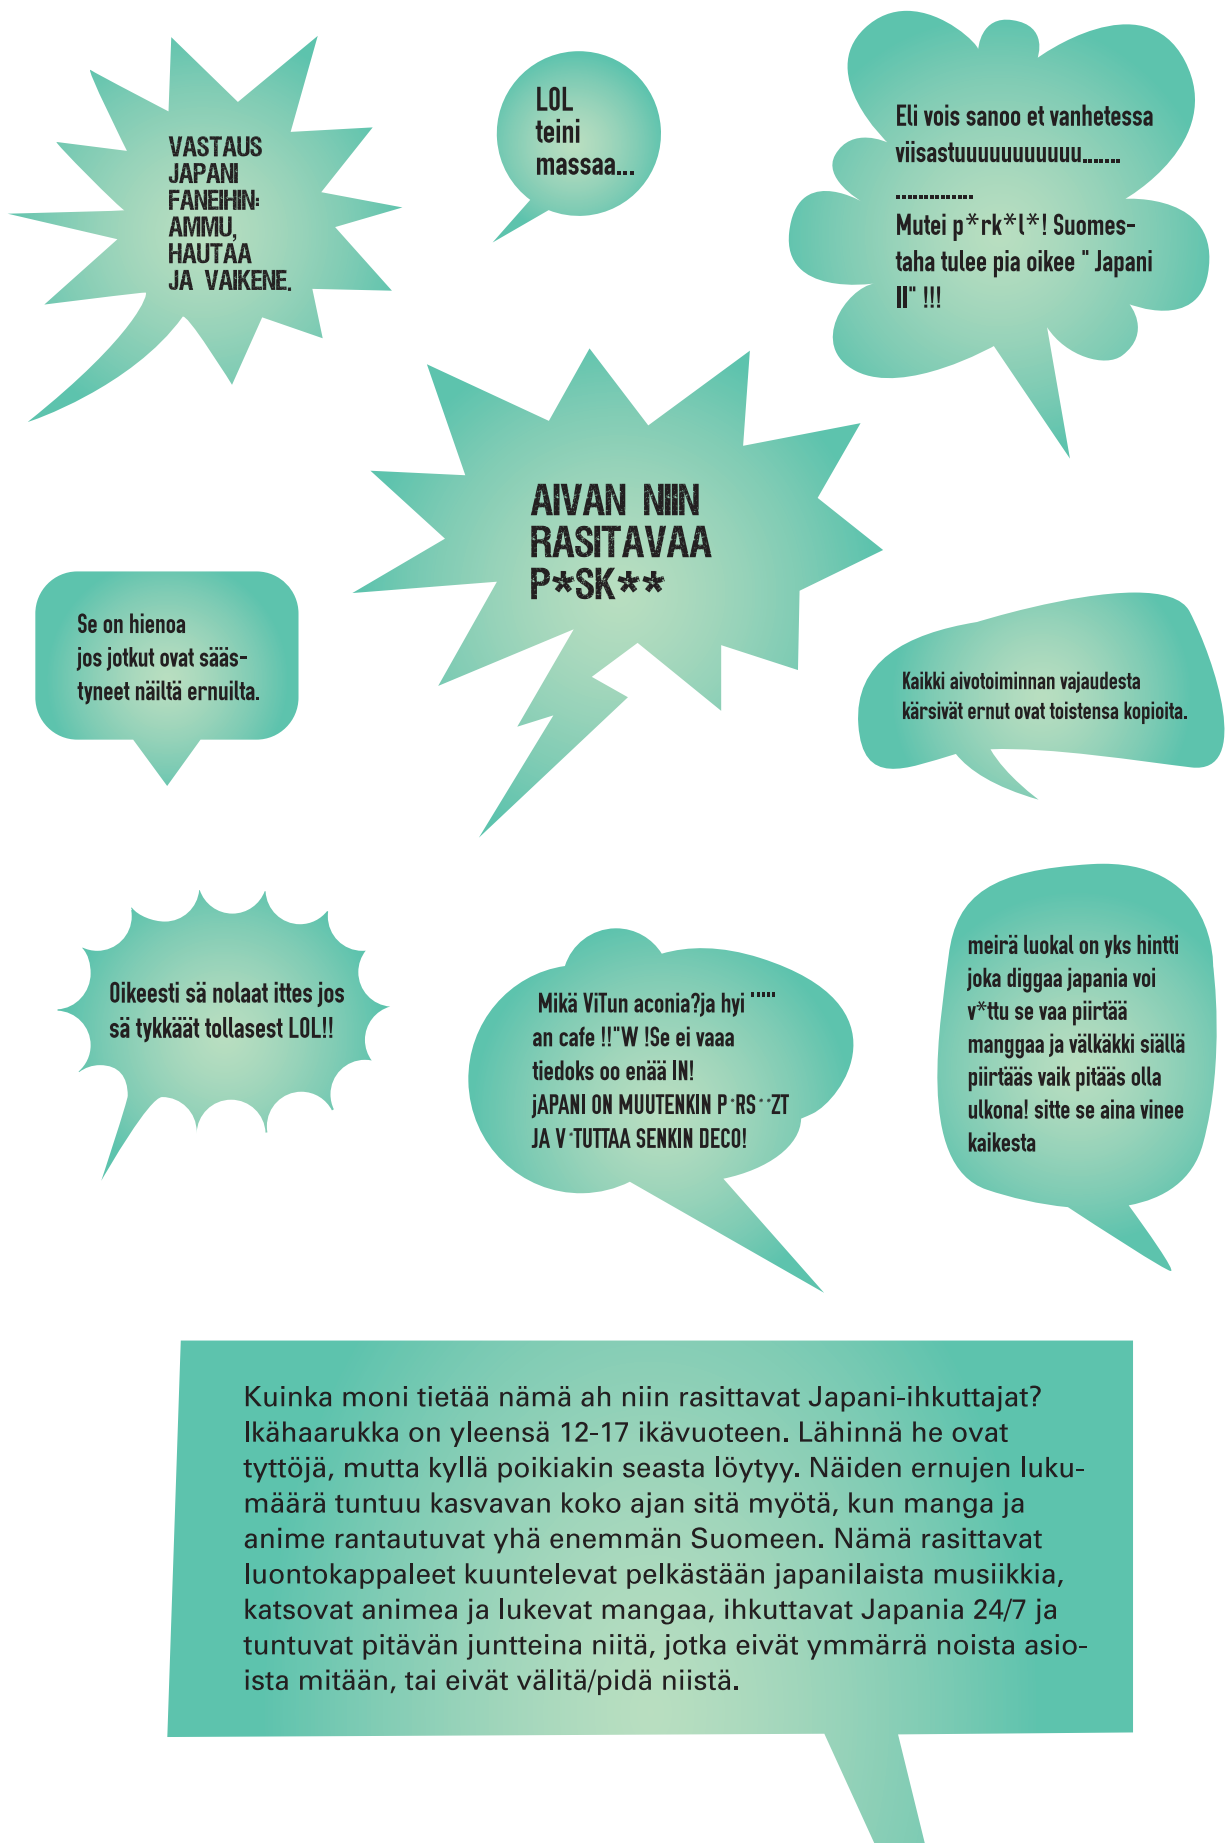 VASTAUS
JAPANI
FANEIHIN:
AMMU,
HAUTAA
JA VAIKENE.
LOL
teini
massaa...
Eli vois sanoo et vanhetessa
viisastuuuuuuuuuuu.......
..............
Mutei p*rk*l*! Suomes-
taha tulee pia oikee " Japani
II" !!!
AIVAN NIIN
RASITAVAA
P*SK**
Se on hienoa
jos jotkut ovat sääs-
tyneet näiltä ernuilta.
Kaikki aivotoiminnan vajaudesta
kärsivät ernut ovat toistensa kopioita.
Oikeesti sä nolaat ittes jos
sä tykkäät tollasest LOL!!
Mikä ViTun aconia?ja hyi '''''
an cafe !!"W !Se ei vaaa
tiedoks oo enää IN!
jAPANI ON MUUTENKIN P*RS**ZT
JA V*TUTTAA SENKIN DECO!
meirä luokal on yks hintti
joka diggaa japania voi
v*ttu se vaa piirtää
manggaa ja välkäkki siällä
piirtääs vaik pitääs olla
ulkona! sitte se aina vinee
kaikesta
Kuinka moni tietää nämä ah niin rasittavat Japani-ihkuttajat?
Ikähaarukka on yleensä 12-17 ikävuoteen. Lähinnä he ovat
tyttöjä, mutta kyllä poikiakin seasta löytyy. Näiden ernujen luku-
määrä tuntuu kasvavan koko ajan sitä myötä, kun manga ja
anime rantautuvat yhä enemmän Suomeen. Nämä rasittavat
luontokappaleet kuuntelevat pelkästään japanilaista musiikkia,
katsovat animea ja lukevat mangaa, ihkuttavat Japania 24/7 ja
tuntuvat pitävän juntteina niitä, jotka eivät ymmärrä noista asio-
ista mitään, tai eivät välitä/pidä niistä.